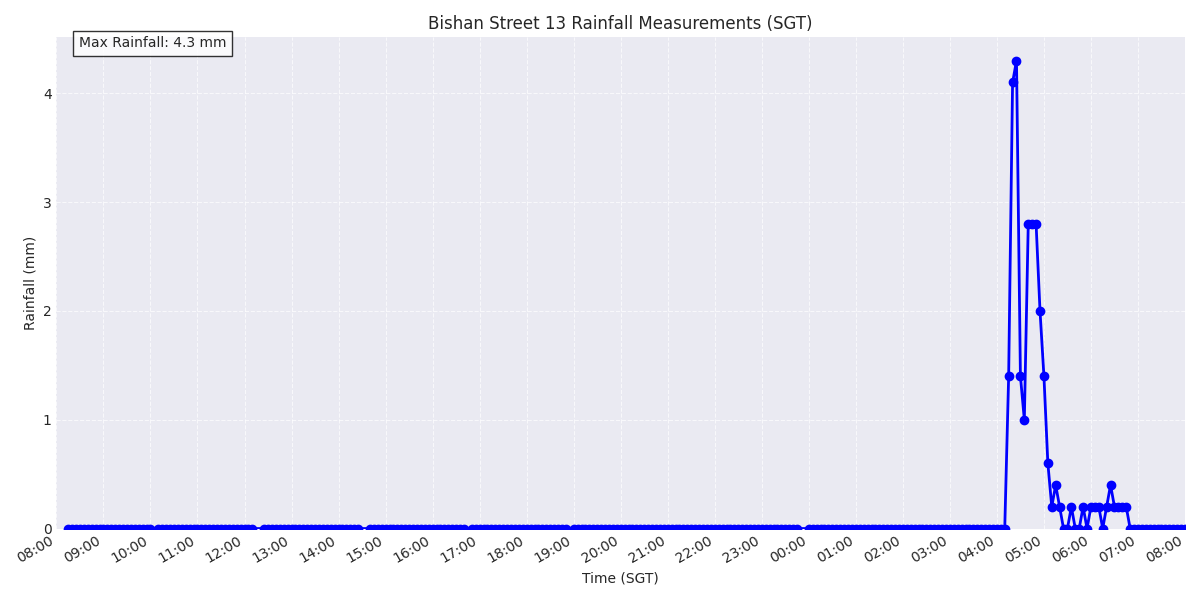 Bishan Street 13 Rainfall Measurements (SGT)
Max Rainfall: 4.3 mm
4
3
2
1
0
Rainfall (mm)
08:00 09:00 10:00 11:00 12:00 13:00 14:00 15:00 16:00 17:00 18:00 19:00 20:00 21:00 22:00 23:00 00:00 01:00 02:00 03:00 04:00 05:00 06:00 07:00 08:00
Time (SGT)